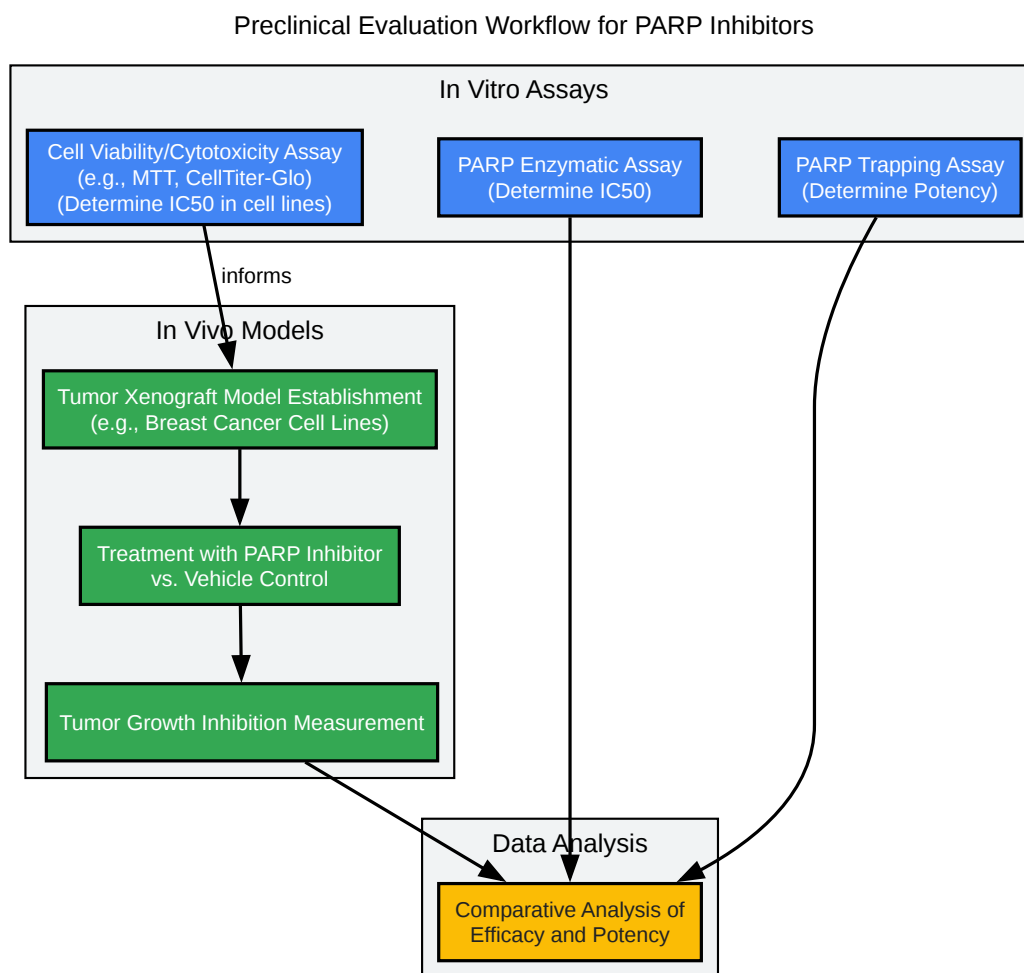 Preclinical Evaluation Workflow for PARP Inhibitors
In Vitro Assays
Cell Viability/Cytotoxicity Assay
(e.g., MTT, CellTiter-Glo)
(Determine IC50 in cell lines)
PARP Enzymatic Assay
(Determine IC50)
PARP Trapping Assay
(Determine Potency)
informs
In Vivo Models
Tumor Xenograft Model Establishment
(e.g., Breast Cancer Cell Lines)
Treatment with PARP Inhibitor
vs. Vehicle Control
Tumor Growth Inhibition Measurement
Data Analysis
Comparative Analysis of
Efficacy and Potency